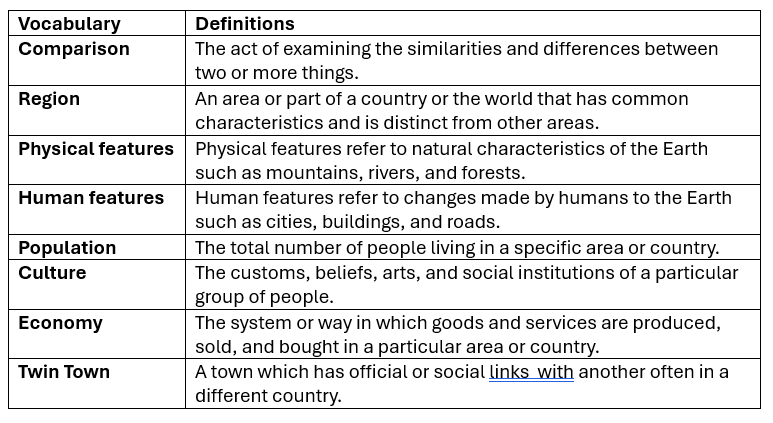 Vocabulary Definitions
Comparison The act of examining the similarities and differences between
two or more things.
Region An area or part of a country or the world that has common
characteristics and is distinct from other areas.
Physical features Physical features refer to natural characteristics of the Earth
such as mountains, rivers, and forests.
Human features Human features refer to changes made by humans to the Earth
such as cities, buildings, and roads.
Population The total number of people living in a specific area or country.
Culture The customs, beliefs, arts, and social institutions of a particular
group of people.
Economy The system or way in which goods and services are produced,
sold, and bought in a particular area or country.
Twin Town A town which has official or social links  with another often in a
different country.